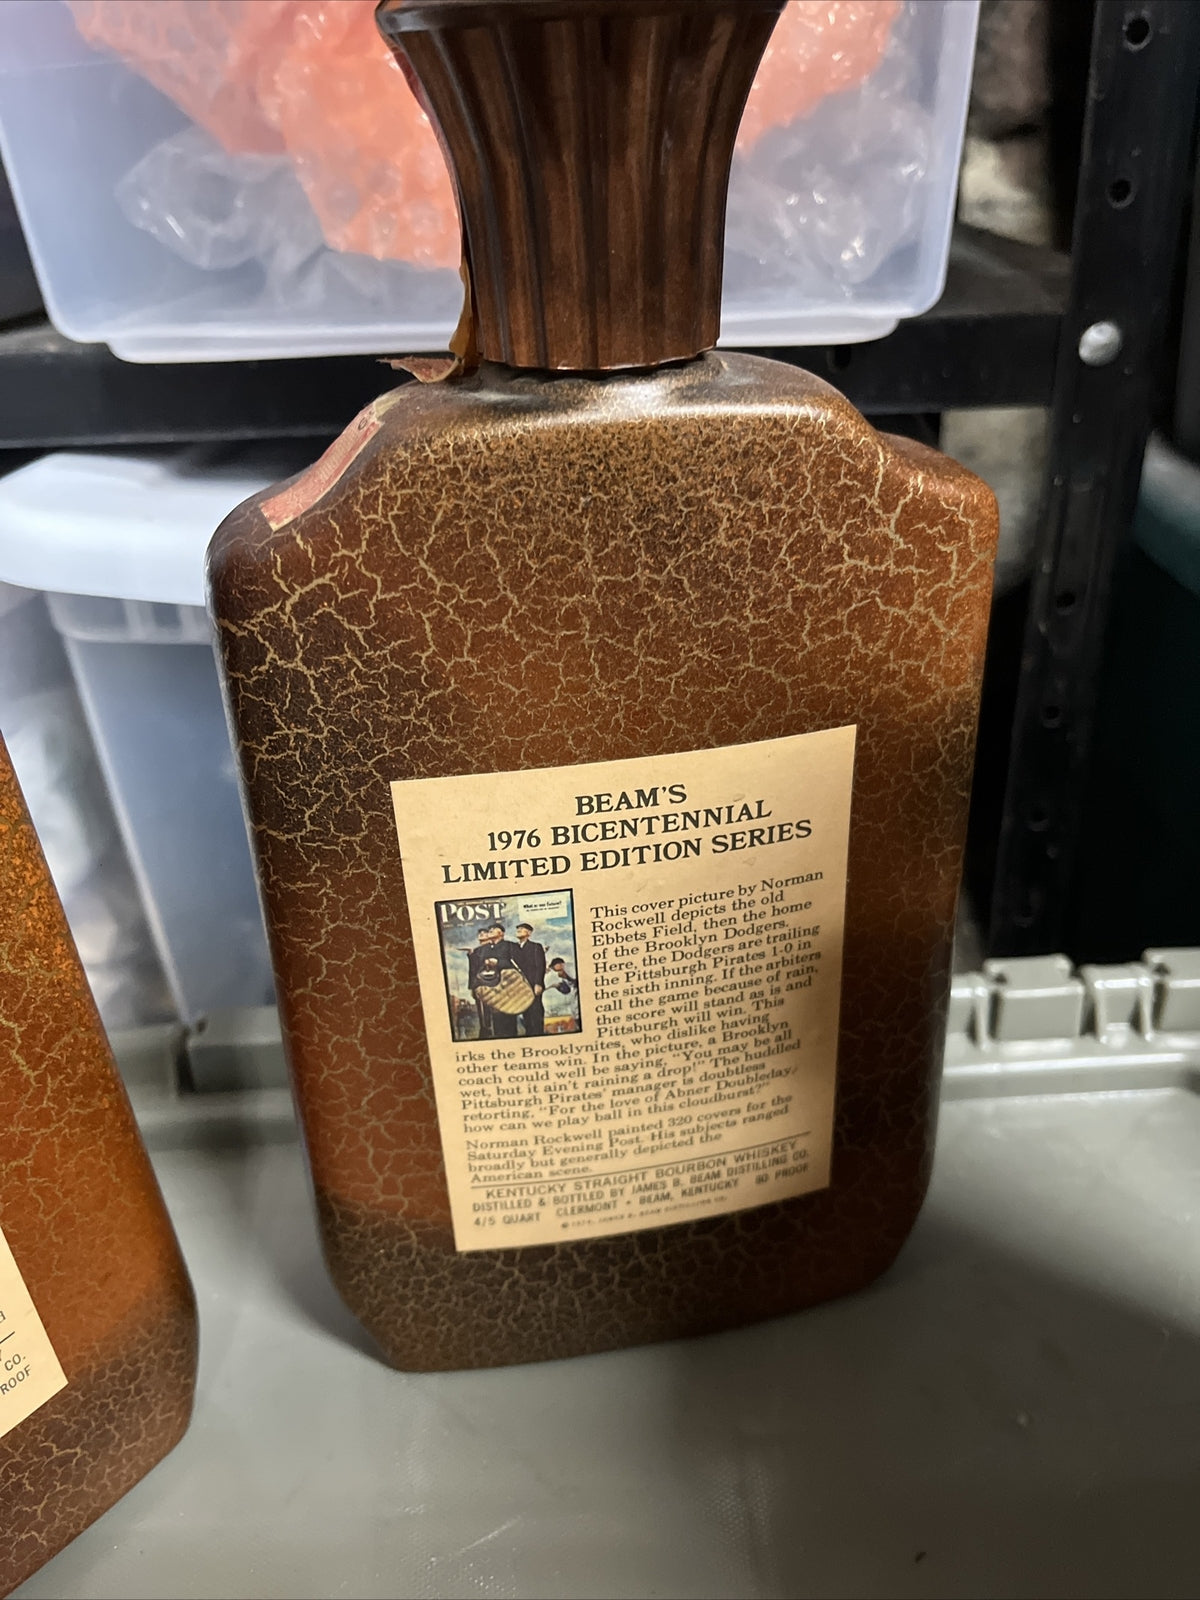 BEAM'S
1976 BICENTENNIAL
LIMITED EDITION SERIES
POST
This cover picture by Norman
Rockwell depicts the old
Ebbets Field, then the home
of the Brooklyn Dodgers.
Here, the Dodgers are trailing
the Pittsburgh Pirates 1-0 in
the sixth inning. If the arbiters
call the game because of rain,
the score will stand as is and
Pittsburgh will win. This
irks the Brooklynites, who dislike having
other teams win. In the picture, a Brooklyn
coach could well be saying, "You may be all
wet, but it ain't raining a drop!" The huddled
Pittsburgh Pirates' manager is doubtless
retorting, "For the love of Abner Doubleday,
how can we play ball in this cloudburst?"
Norman Rockwell painted 320 covers for the
Saturday Evening Post. His subjects ranged
broadly but generally depicted the
American scene.
KENTUCKY STRAIGHT BOURBON WHISKEY
DISTILLED & BOTTLED BY JAMES B. BEAM DISTILLING CO.
4/5 QUART CLERMONT • BEAM, KENTUCKY 80 PROOF
CO.
ROOF